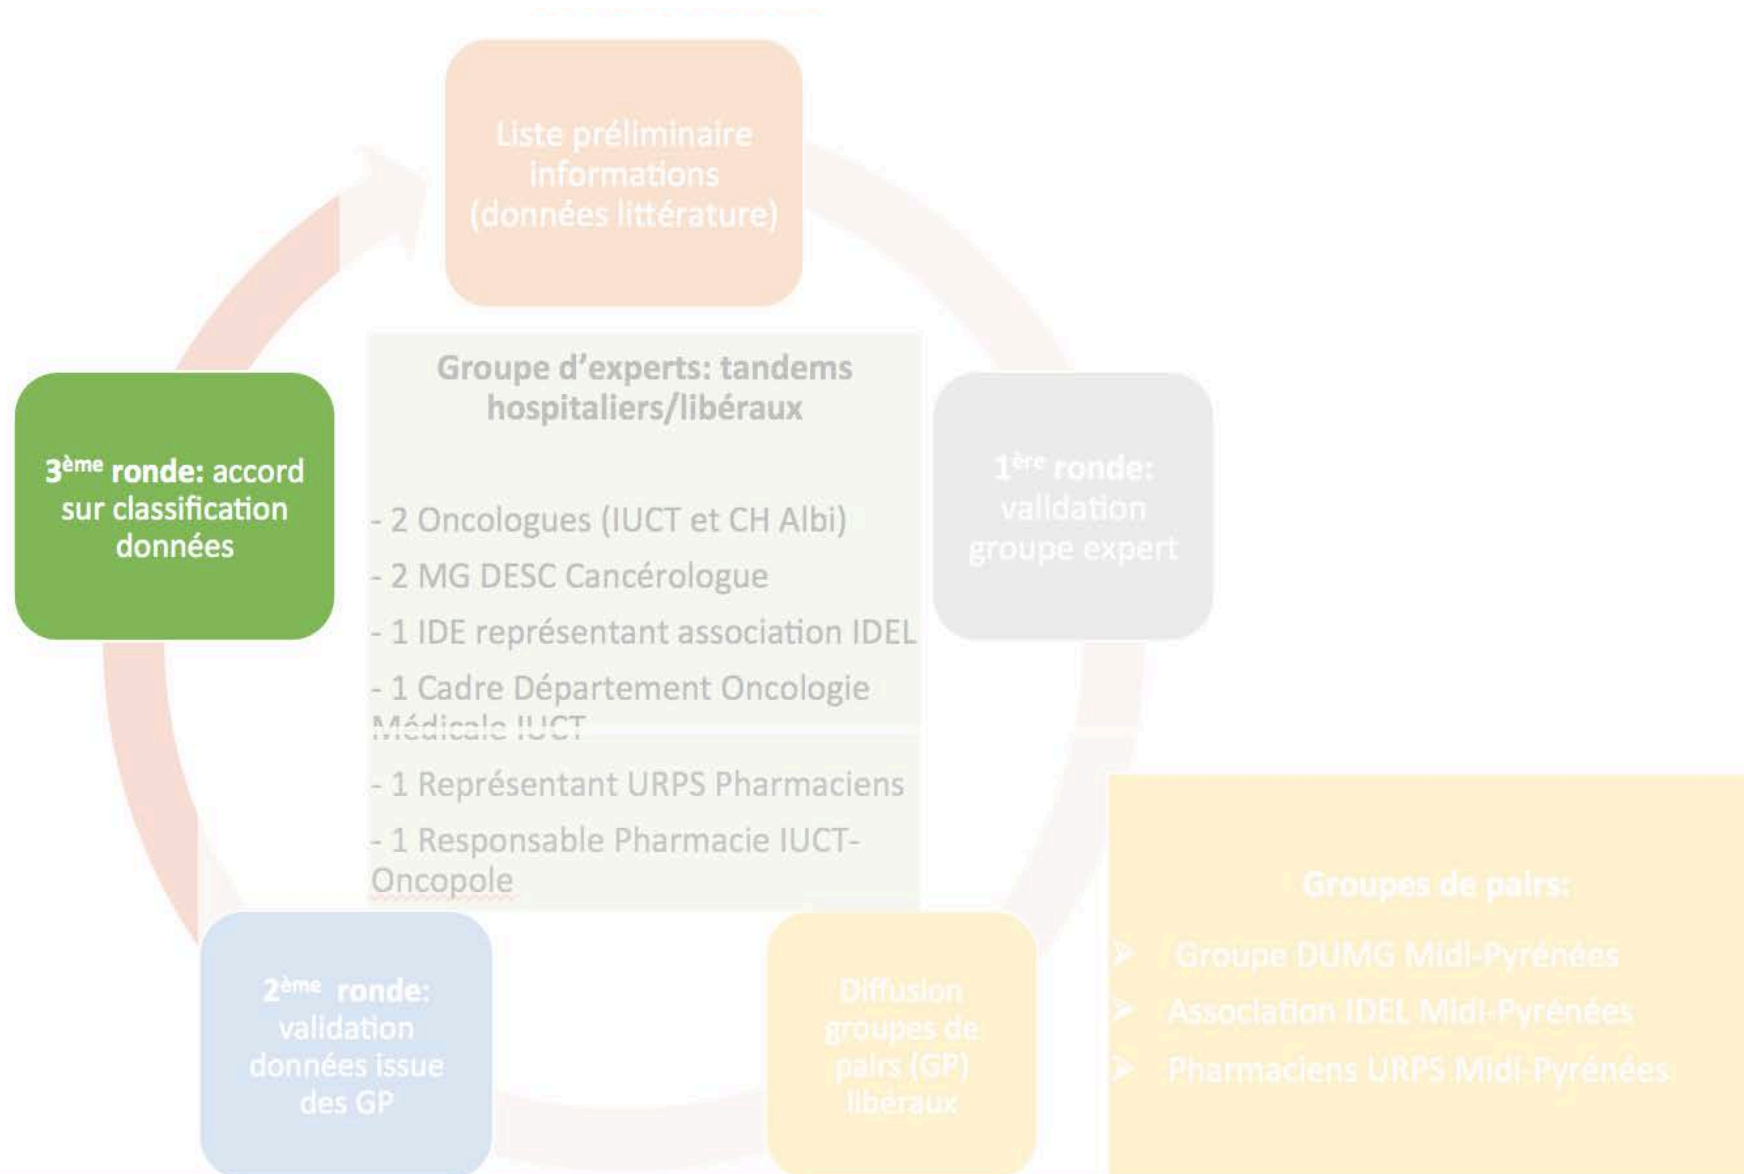 Liste préliminaire
informations
(données littérature)
Groupe d’experts: tandems
hospitaliers/libéraux
- 2 Oncologues (IUCT et CH Albi)
- 2 MG DESC Cancérologue
- 1 IDE représentant association IDEL
- 1 Cadre Département Oncologie
Médicale IUCT
- 1 Représentant URPS Pharmaciens
- 1 Responsable Pharmacie IUCT-
Oncopole
1ère ronde:
validation
groupe expert
Groupes de pairs:
➢ Groupe DUMG Midi-Pyrénées
➢ Association IDEL Midi-Pyrénées
➢ Pharmaciens URPS Midi-Pyrénées
Diffusion
groupes de
pairs (GP)
libéraux
2ème ronde:
validation
données issue
des GP
3ème ronde: accord
sur classification
données